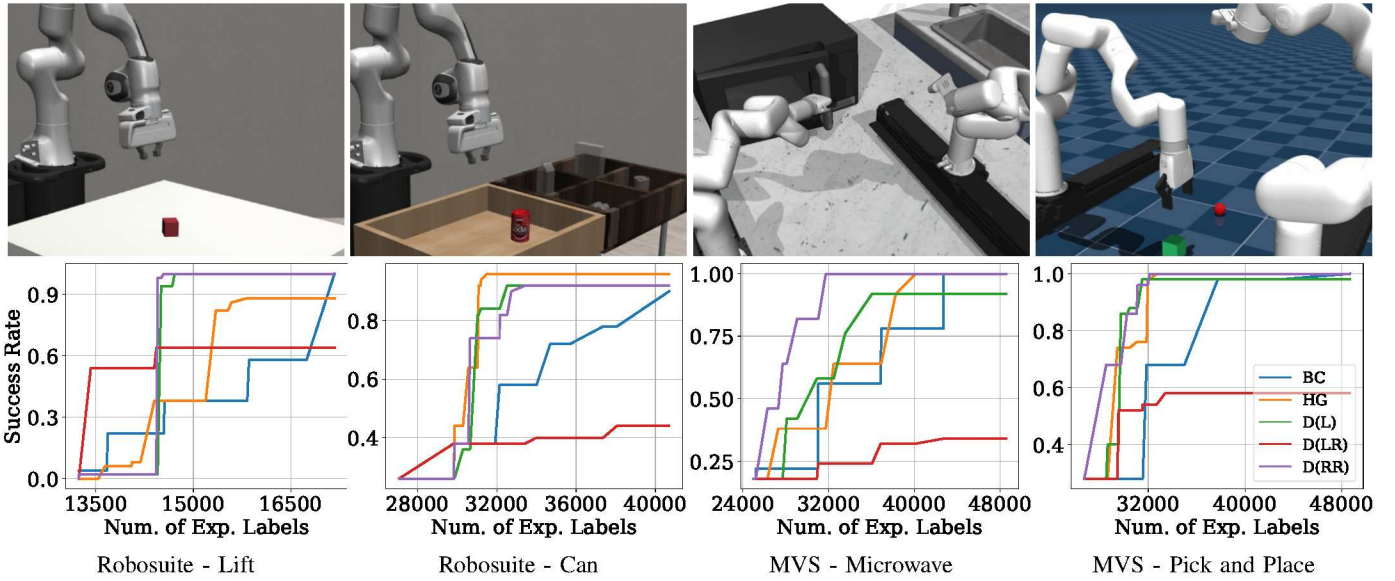 Success Rate
0.9
0.6
0.3
0.0
13500 15000 16500
Num. of Exp. Labels
Robosuite - Lift
0.8
0.6
0.4
28000 32000 36000 40000
Num. of Exp. Labels
Robosuite - Can
1.00
0.75
0.50
0.25
24000 32000 40000 48000
Num. of Exp. Labels
MVS - Microwave
1.0
0.8
0.6
0.4
32000 40000 48000
Num. of Exp. Labels
BC
HG
D(L)
D(LR)
D(RR)
MVS - Pick and Place